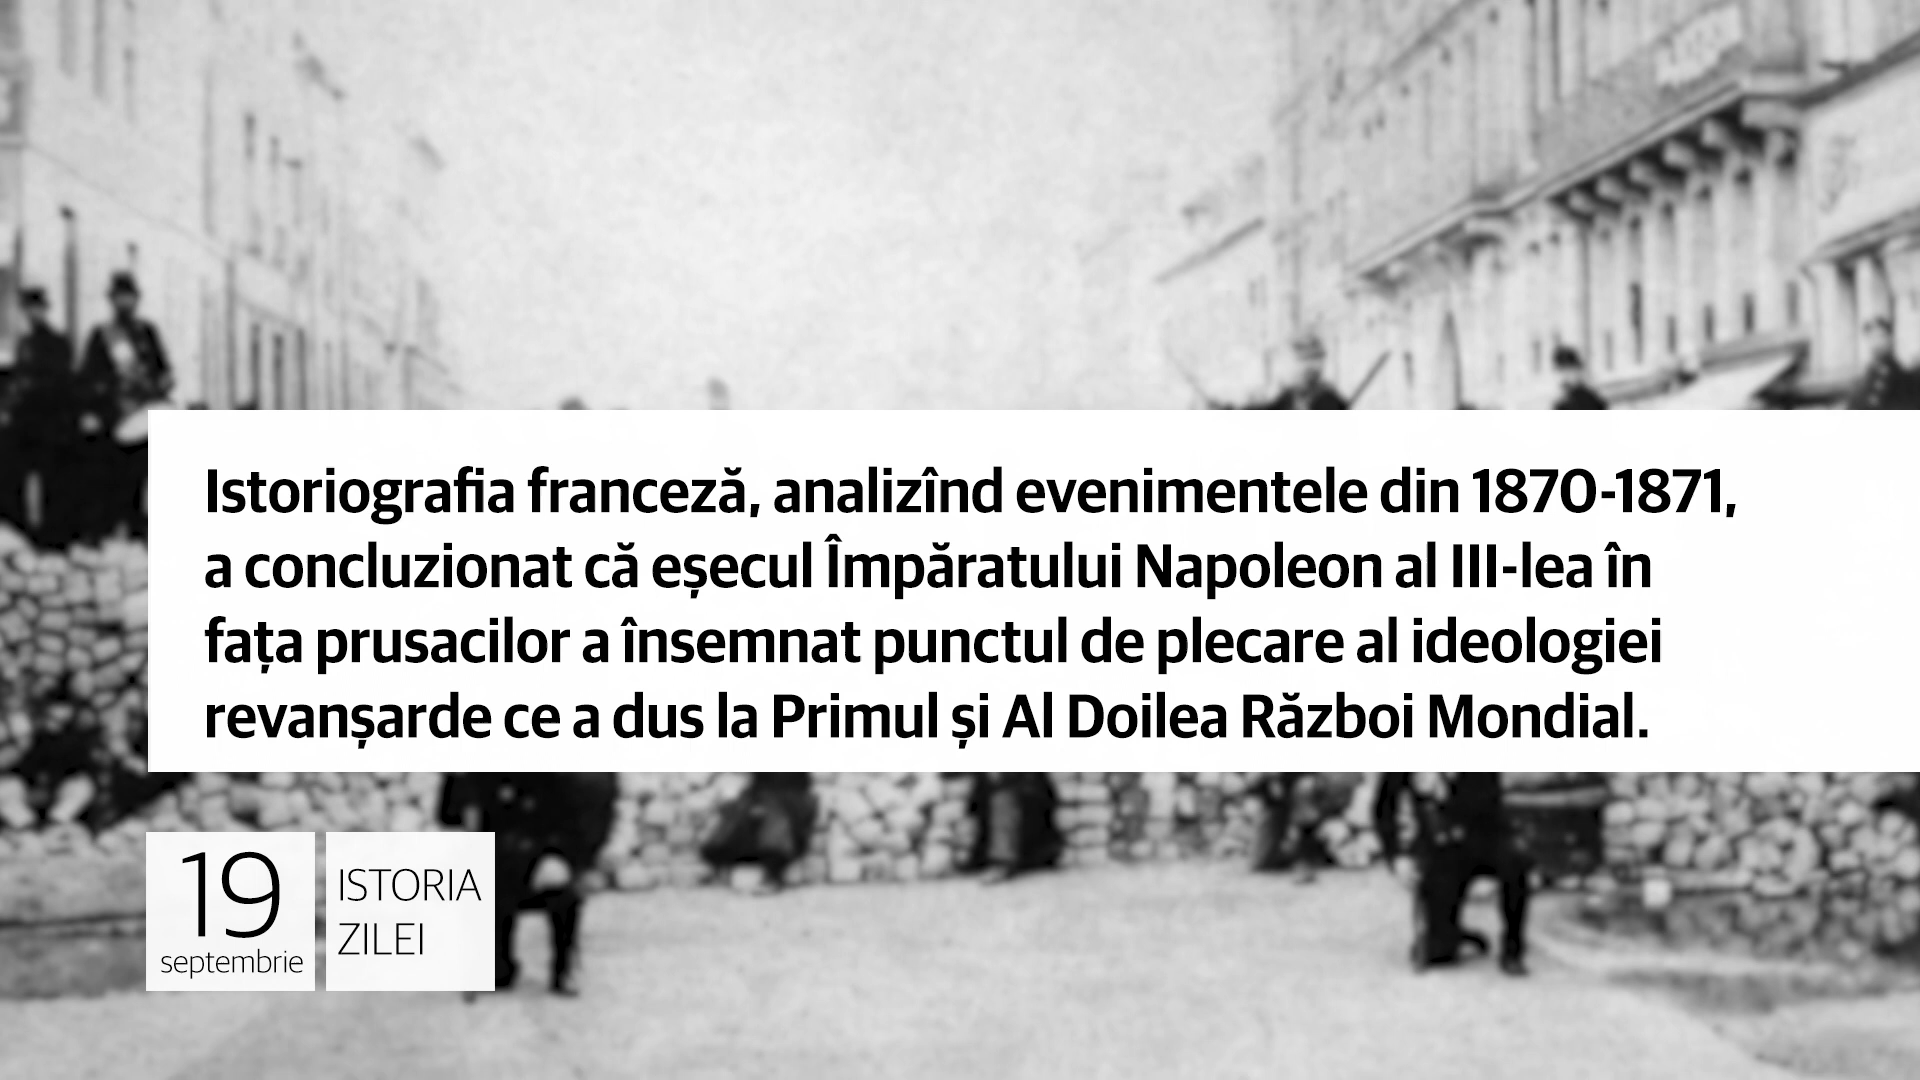 Istoriografia franceză, analizînd evenimentele din 1870-1871,
a concluzionat că eșecul Împăratului Napoleon al III-lea în
fața prusacilor a însemnat punctul de plecare al ideologiei
revanșarde ce a dus la Primul și Al Doilea Război Mondial.
19
septembrie
ISTORIA
ZILEI